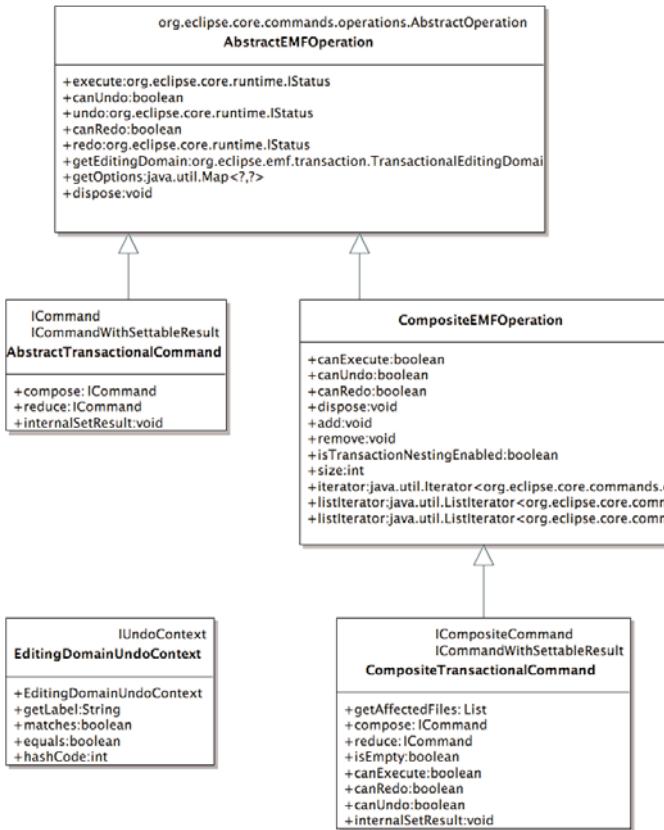 org.eclipse.core.commands.operations.AbstractOperation
AbstractEMFOperation
+execute:org.eclipse.core.runtime.IStatus
+canUndo:boolean
+undo:org.eclipse.core.runtime.IStatus
+canRedo:boolean
+redo:org.eclipse.core.runtime.IStatus
+getEditingDomain:org.eclipse.emf.transaction.TransactionalEditingDomai
+getOptions:java.util.Map<?,?>
+dispose:void
ICommand
ICommandWithSettableResult
AbstractTransactionalCommand
+compose:ICommand
+reduce:ICommand
+internalSetResult:void
CompositeEMFOperation
+canExecute:boolean
+canUndo:boolean
+canRedo:boolean
+dispose:void
+add:void
+remove:void
+isTransactionNestingEnabled:boolean
+size:int
+iterator:java.util.Iterator<org.eclipse.core.commands.
+listIterator:java.util.ListIterator<org.eclipse.core.com
+listIterator:java.util.ListIterator<org.eclipse.core.com
IUndoContext
EditingDomainUndoContext
+EditingDomainUndoContext
+getLabel:String
+matches:boolean
+equals:boolean
+hashCode:int
ICompositeCommand
ICommandWithSettableResult
CompositeTransactionalCommand
+getAffectedFiles:List
+compose:ICommand
+reduce:ICommand
+isEmpty:boolean
+canExecute:boolean
+canRedo:boolean
+canUndo:boolean
+internalSetResult:void